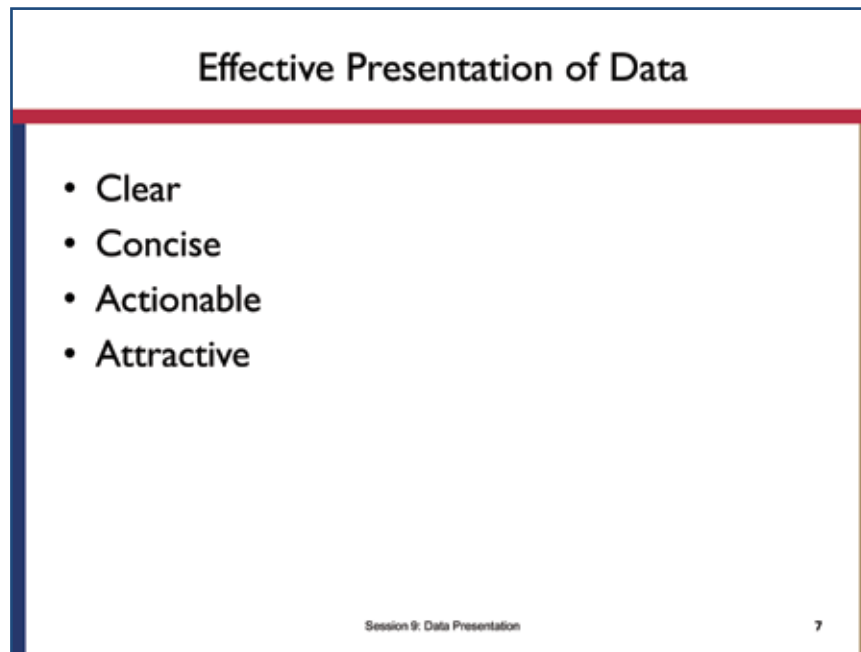 Effective Presentation of Data
• Clear
• Concise
• Actionable
• Attractive
Session 9: Data Presentation 7